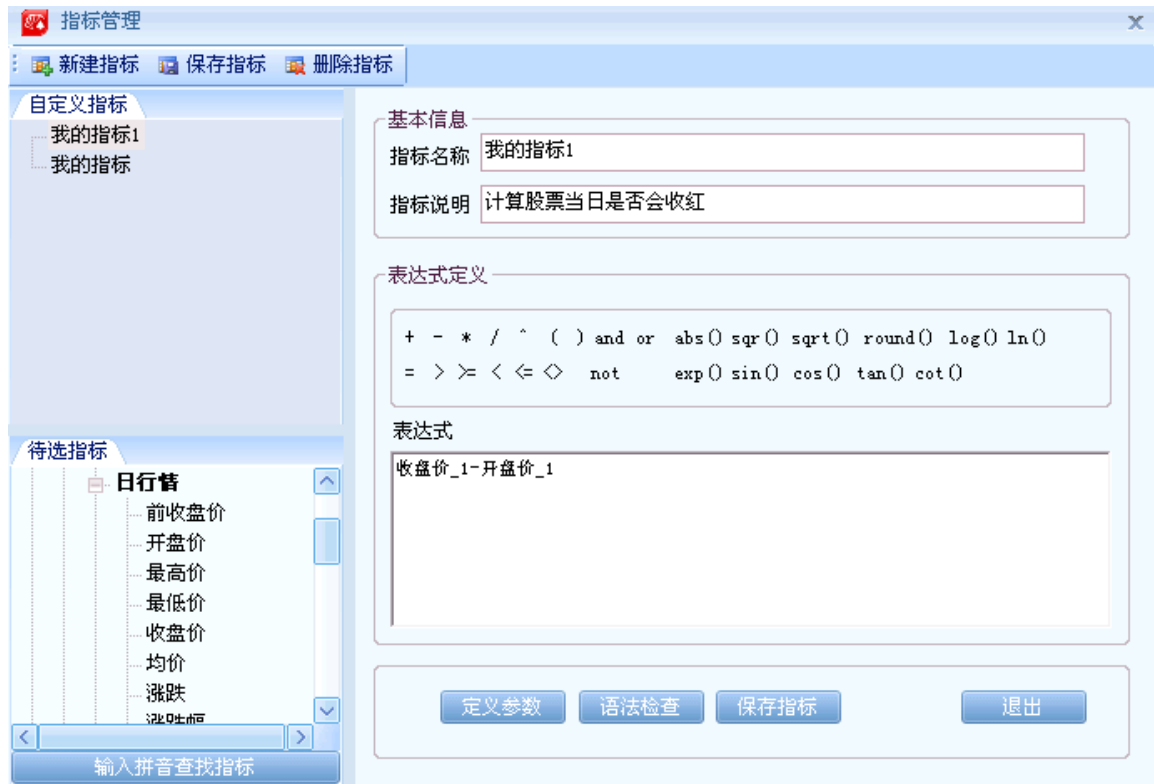 指标管理
新建指标 保存指标 删除指标
自定义指标
我的指标1
我的指标
待选指标
日行情
前收盘价
开盘价
最高价
最低价
收盘价
均价
涨跌
涨跌幅
输入拼音查找指标
基本信息
指标名称 我的指标1
指标说明 计算股票当日是否会收红
表达式定义
+ - * / ^ ( ) and or abs() sqr() sqrt() round() log() ln()
= > >= < <= <> not exp() sin() cos() tan() cot()
表达式
收盘价_1-开盘价_1
定义参数 语法检查 保存指标 退出